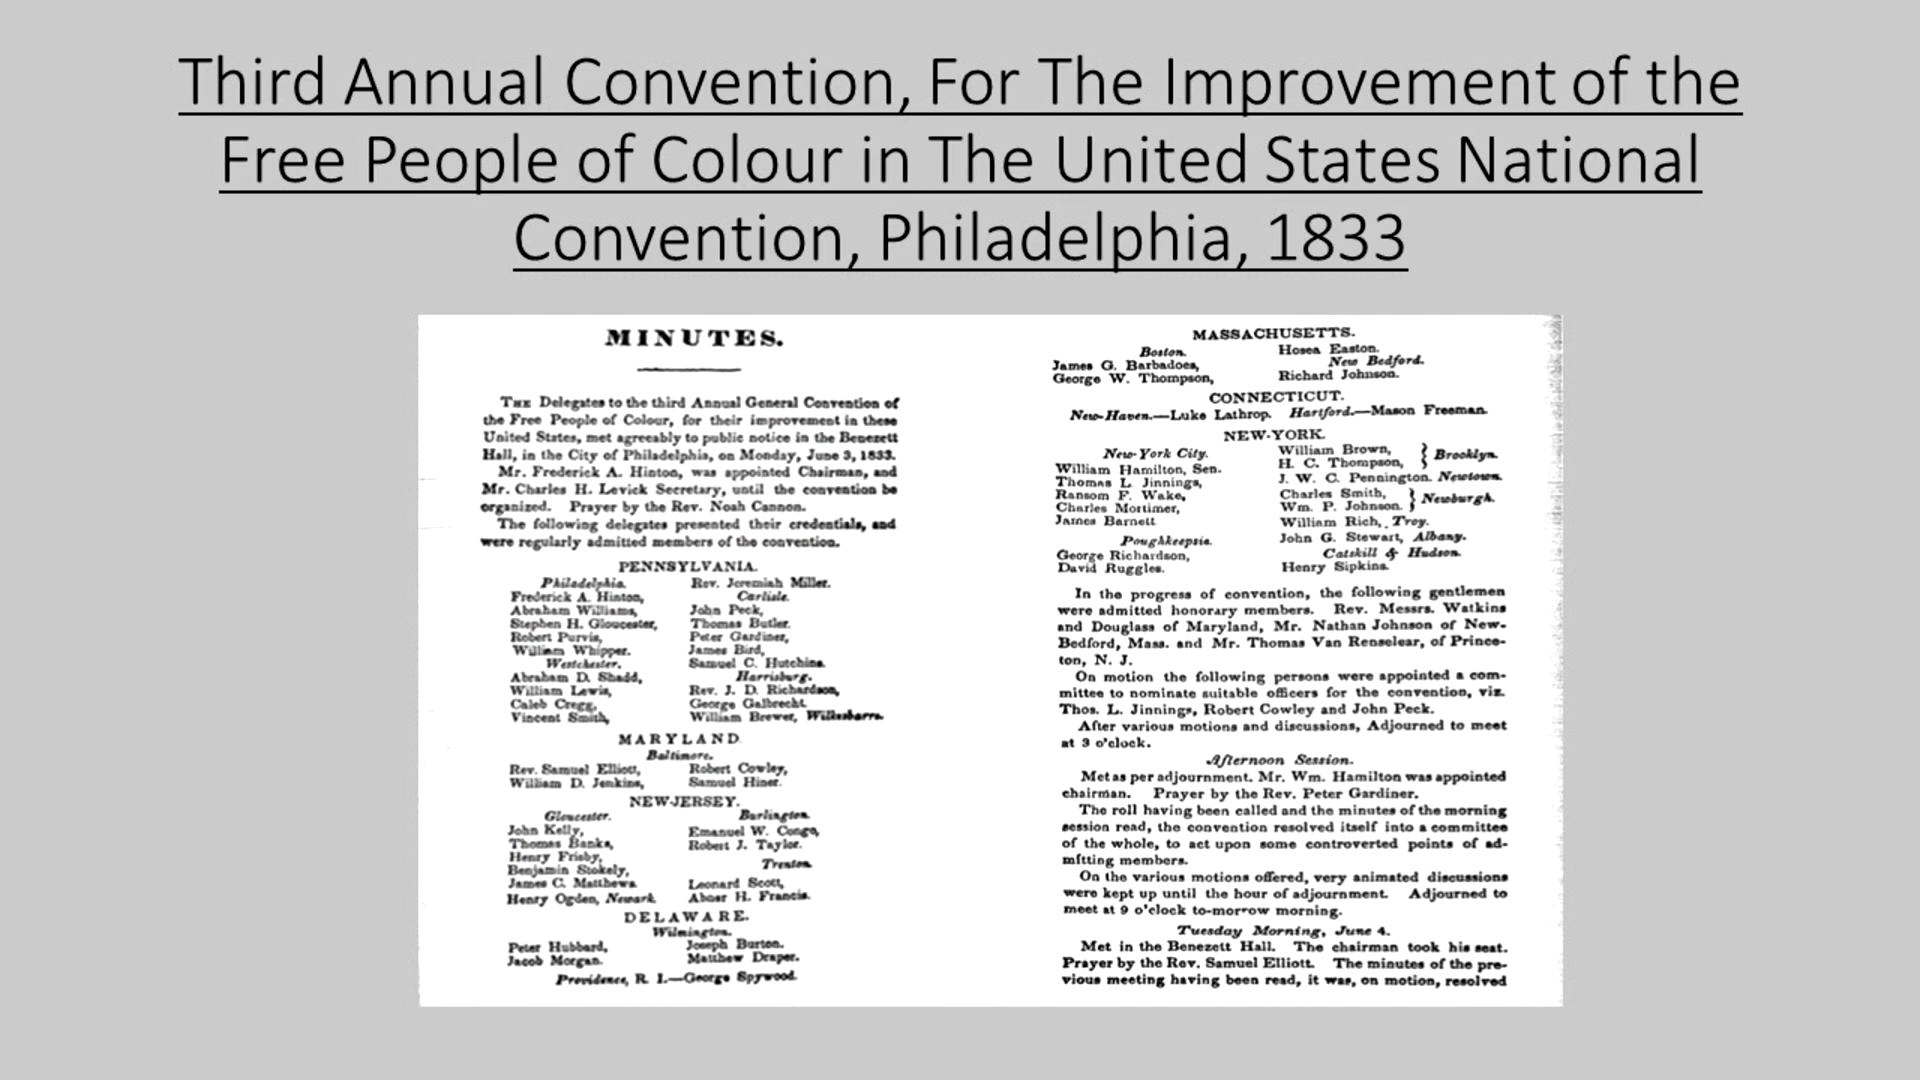 Third Annual Convention, For The Improvement of the
Free People of Colour in The United States National
Convention, Philadelphia, 1833
MINUTES.
THE Delegates to the third Annual General Convention of
the Free People of Colour, for their improvement in these
United States, met agreeably to public notice in the Benezett
Hall, in the City of Philadelphia, on Monday, June 3, 1833.
Mr. Frederick A. Hinton, was appointed Chairman, and
Mr. Charles H. Levick Secretary, until the convention be
organized. Prayer by the Rev. Noah Cannon.
The following delegates presented their credentials, and
were regularly admitted members of the convention.
PENNSYLVANIA.
Philadelphia.
Frederick A. Hinton,
Abraham Williams,
Stephen H. Gloucester,
Robert Purvis,
William Whipper.
Westchester.
Abraham D. Shadd,
William Lewis,
Caleb Cregg,
Vincent Smith,
Rev. Jeremiah Miller.
Carlisle.
John Peck,
Thomas Butler.
Peter Gardiner,
James Bird,
Samuel C. Hutchins.
Harrisburg.
Rev. J. D. Richardson,
George Galbrecht.
William Brewer, Wilkesbarre.
MARYLAND.
Baltimore.
Rev. Samuel Elliott,
William D. Jenkins,
Robert Cowley,
Samuel Hiner.
NEW-JERSEY.
Gloucester.
John Kelly,
Thomas Banks,
Henry Frisby,
Benjamin Stokely,
James C. Matthews.
Henry Ogden, Newark.
Burlington.
Emanuel W. Congo,
Robert J. Taylor.
Trenton.
Leonard Scott,
Abner H. Francis.
DELAWARE.
Wilmington.
Peter Hubbard,
Jacob Morgan.
Joseph Burton.
Matthew Draper.
Providence, R. I.—George Spywood.
MASSACHUSETTS.
Boston.
James G. Barbadoes,
George W. Thompson,
Hosea Easton.
New Bedford.
Richard Johnson.
CONNECTICUT.
New-Haven.—Luke Lathrop. Hartford.—Mason Freeman.
NEW-YORK.
New-York City.
William Hamilton, Sen.
Thomas L. Jinnings,
Ransom F. Wake,
Charles Mortimer,
James Barnett.
Poughkeepsie.
George Richardson,
David Ruggles.
William Brown,
H. C. Thompson, } Brooklyn.
J. W. C. Pennington. Newtown.
Charles Smith,
Wm. P. Johnson. } Newburgh.
William Rich, Troy.
John G. Stewart, Albany.
Catskill & Hudson.
Henry Sipkins.
In the progress of convention, the following gentlemen
were admitted honorary members. Rev. Messrs. Watkins
and Douglass of Maryland, Mr. Nathan Johnson of New-
Bedford, Mass. and Mr. Thomas Van Renselear, of Prince-
ton, N. J.
On motion the following persons were appointed a com-
mittee to nominate suitable officers for the convention, viz.
Thos. L. Jinnings, Robert Cowley and John Peck.
After various motions and discussions, Adjourned to meet
at 3 o'clock.
Afternoon Session.
Met as per adjournment. Mr. Wm. Hamilton was appointed
chairman. Prayer by the Rev. Peter Gardiner.
The roll having been called and the minutes of the morning
session read, the convention resolved itself into a committee
of the whole, to act upon some controverted points of ad-
mitting members.
On the various motions offered, very animated discussions
were kept up until the hour of adjournment. Adjourned to
meet at 9 o'clock to-morrow morning.
Tuesday Morning, June 4.
Met in the Benezett Hall. The chairman took his seat.
Prayer by the Rev. Samuel Elliott. The minutes of the pre-
vious meeting having been read, it was, on motion, resolved